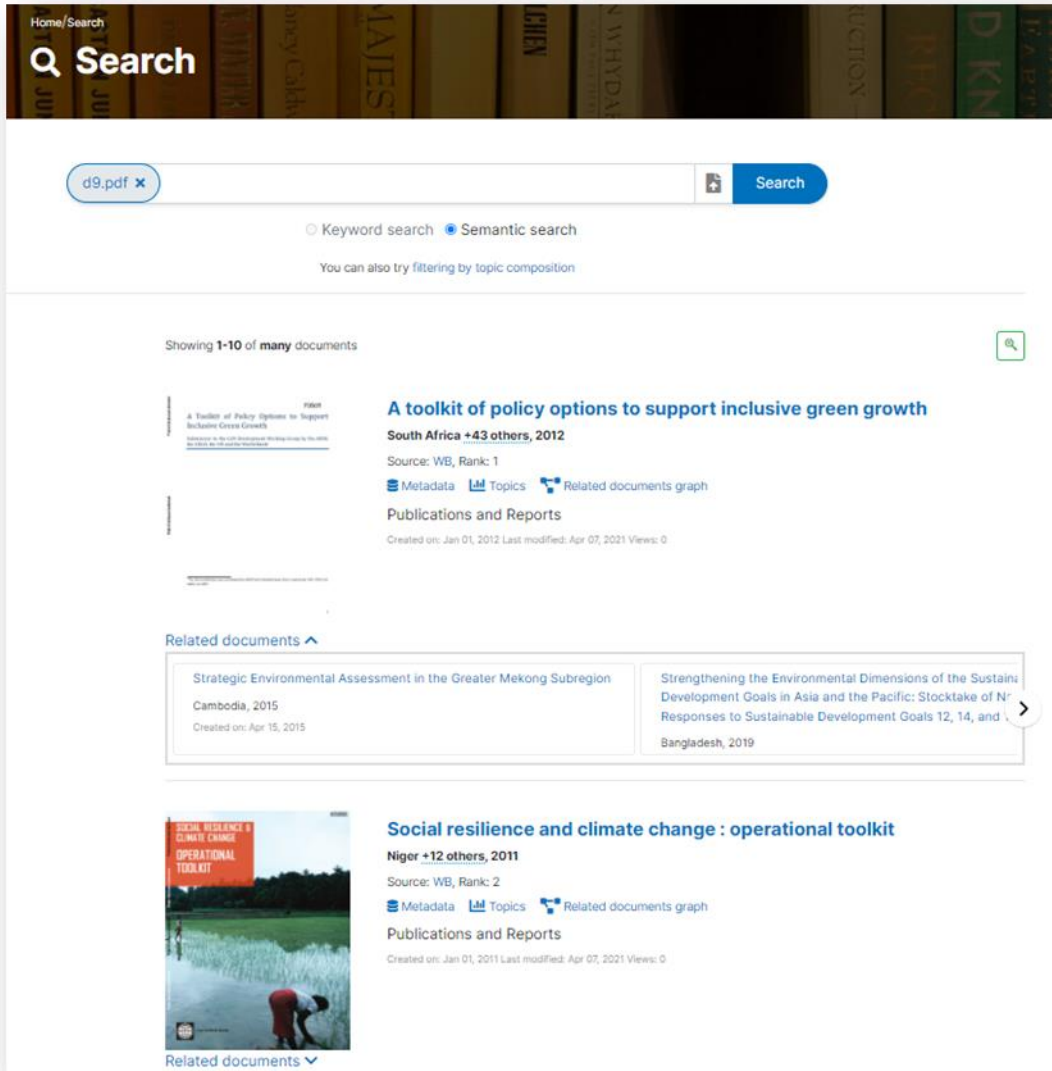 Home/Search
Search
d9.pdf ×
Search
Keyword search Semantic search
You can also try filtering by topic composition
Showing 1-10 of many documents
A Toolkit of Policy Options to Support
Inclusive Green Growth
A toolkit of policy options to support inclusive green growth
South Africa +43 others, 2012
Source: WB, Rank: 1
Metadata Topics Related documents graph
Publications and Reports
Created on: Jan 01, 2012 Last modified: Apr 07, 2021 Views: 0
Related documents
Strategic Environmental Assessment in the Greater Mekong Subregion
Cambodia, 2015
Created on: Apr 15, 2015
Strengthening the Environmental Dimensions of the
Development Goals in Asia and the Pacific: Stocktake of
Responses to Sustainable Development Goals 12, 14, and
Bangladesh, 2019
SOCIAL RESILIENCE &
CLIMATE CHANGE
OPERATIONAL
TOOLKIT
Social resilience and climate change : operational toolkit
Niger +12 others, 2011
Source: WB, Rank: 2
Metadata Topics Related documents graph
Publications and Reports
Created on: Jan 01, 2011 Last modified: Apr 07, 2021 Views: 0
Related documents